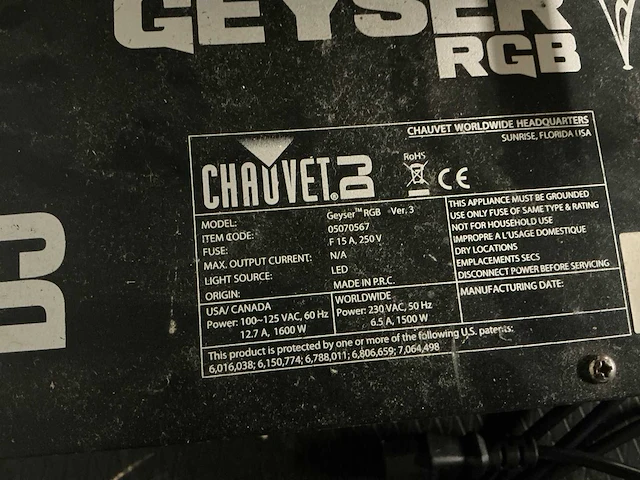 GEYSER
RGB
CHAUVET® DJ
CHAUVET WORLDWIDE HEADQUARTERS
SUNRISE, FLORIDA USA
RoHS
CE
MODEL: Geyser™ RGB Ver. 3
ITEM CODE: 05070567
FUSE: F 15 A, 250 V
MAX. OUTPUT CURRENT: N/A
LIGHT SOURCE: LED
ORIGIN: MADE IN P.R.C.
THIS APPLIANCE MUST BE GROUNDED
USE ONLY FUSE OF SAME TYPE & RATING
NOT FOR HOUSEHOLD USE
IMPROPRE A L'USAGE DOMESTIQUE
DRY LOCATIONS
EMPLACEMENTS SECS
DISCONNECT POWER BEFORE SERVICING
USA/ CANADA
Power: 100~125 VAC, 60 Hz
12.7 A, 1600 W
WORLDWIDE
Power: 230 VAC, 50 Hz
6.5 A, 1500 W
MANUFACTURING DATE:
This product is protected by one or more of the following U.S. patents:
6,016,038; 6,150,774; 6,788,011; 6,806,659; 7,064,498
DJ